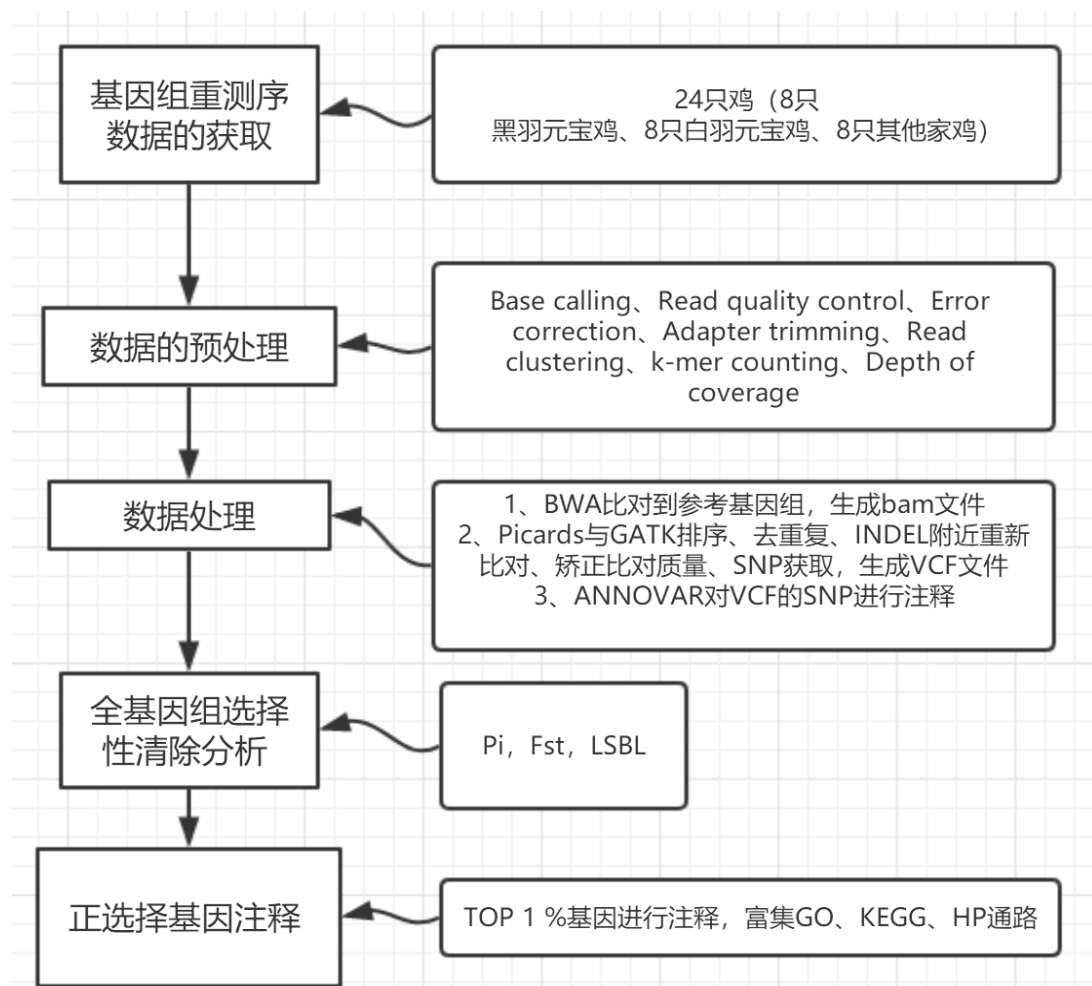 基因组重测序
数据的获取
24只鸡（8只
黑羽元宝鸡、8只白羽元宝鸡、8只其他家鸡）
数据的预处理
Base calling、Read quality control、Error
correction、Adapter trimming、Read
clustering、k-mer counting、Depth of
coverage
数据处理
1、BWA比对到参考基因组，生成bam文件
2、Picards与GATK排序、去重复、INDEL附近重新
比对、矫正比对质量、SNP获取，生成VCF文件
3、ANNOVAR对VCF的SNP进行注释
全基因组选择
性清除分析
Pi，Fst，LSBL
正选择基因注释
TOP 1 %基因进行注释，富集GO、KEGG、HP通路